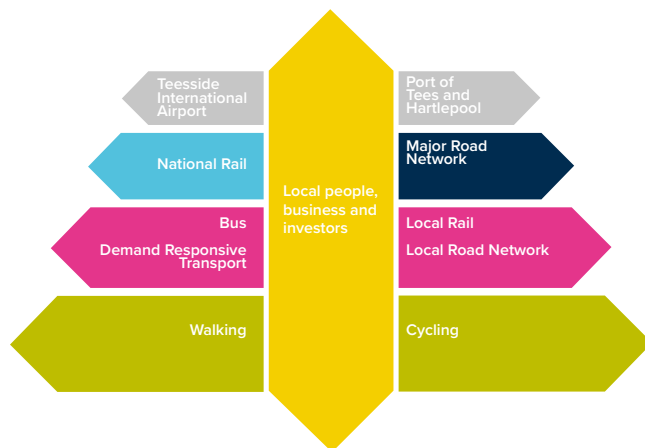 Teesside
International
Airport
Port of
Tees and
Hartlepool
National Rail
Major Road
Network
Local people,
business and
investors
Bus
Demand Responsive
Transport
Local Rail
Local Road Network
Walking
Cycling